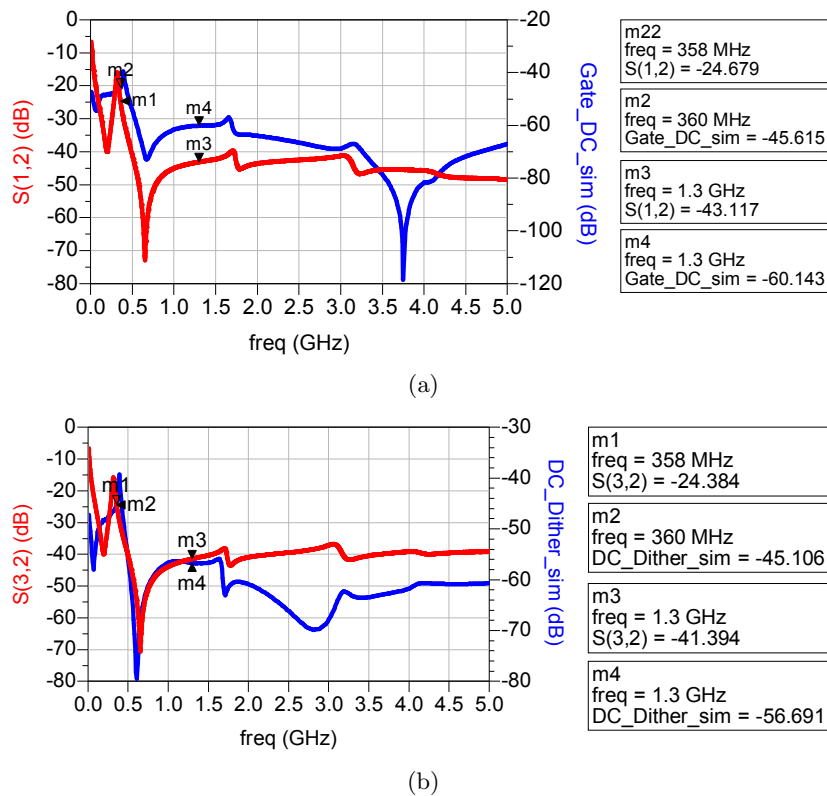 0
-10
-20
-30
-40
-50
-60
-70
-80
S(1,2) (dB)
-20
-40
-60
-80
-100
-120
Gate_DC_sim (dB)
m2
m1
m4
m3
0.0 0.5 1.0 1.5 2.0 2.5 3.0 3.5 4.0 4.5 5.0
freq (GHz)
m22
freq = 358 MHz
S(1,2) = -24.679
m2
freq = 360 MHz
Gate_DC_sim = -45.615
m3
freq = 1.3 GHz
S(1,2) = -43.117
m4
freq = 1.3 GHz
Gate_DC_sim = -60.143
(a)
0
-10
-20
-30
-40
-50
-60
-70
-80
S(3,2) (dB)
-30
-40
-50
-60
-70
-80
DC_Dither_sim (dB)
m1
m2
m3
m4
0.0 0.5 1.0 1.5 2.0 2.5 3.0 3.5 4.0 4.5 5.0
freq (GHz)
m1
freq = 358 MHz
S(3,2) = -24.384
m2
freq = 360 MHz
DC_Dither_sim = -45.106
m3
freq = 1.3 GHz
S(3,2) = -41.394
m4
freq = 1.3 GHz
DC_Dither_sim = -56.691
(b)